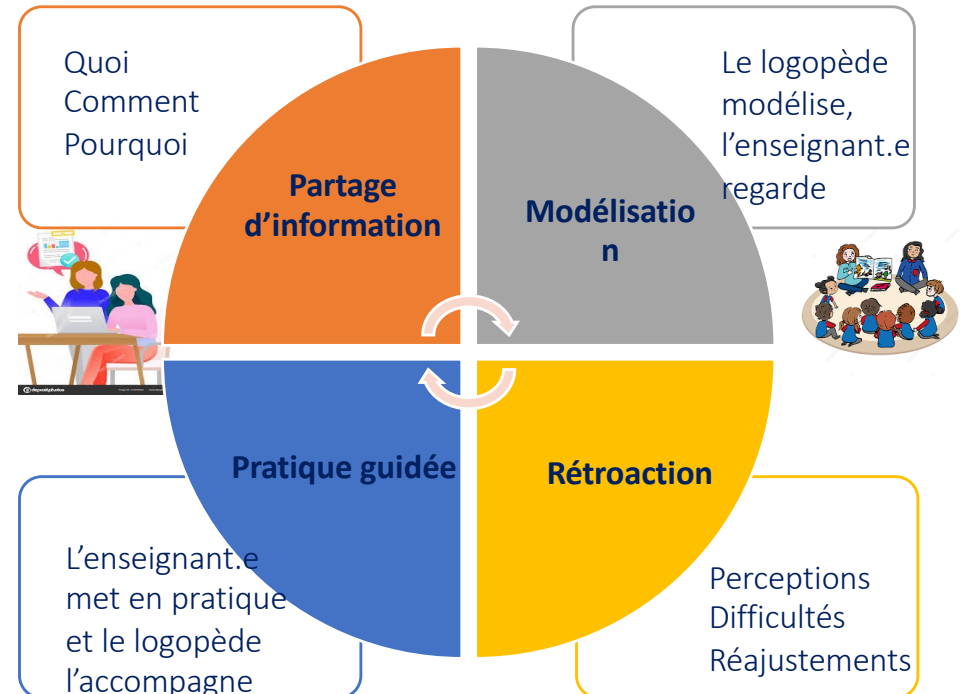 Quoi
Comment
Pourquoi
Partage
d’information
Modélisatio
n
Le logopède
modélise,
l’enseignant.e
regarde
depositphotos
Pratique guidée
L’enseignant.e
met en pratique
et le logopède
l’accompagne
Rétroaction
Perceptions
Difficultés
Réajustements